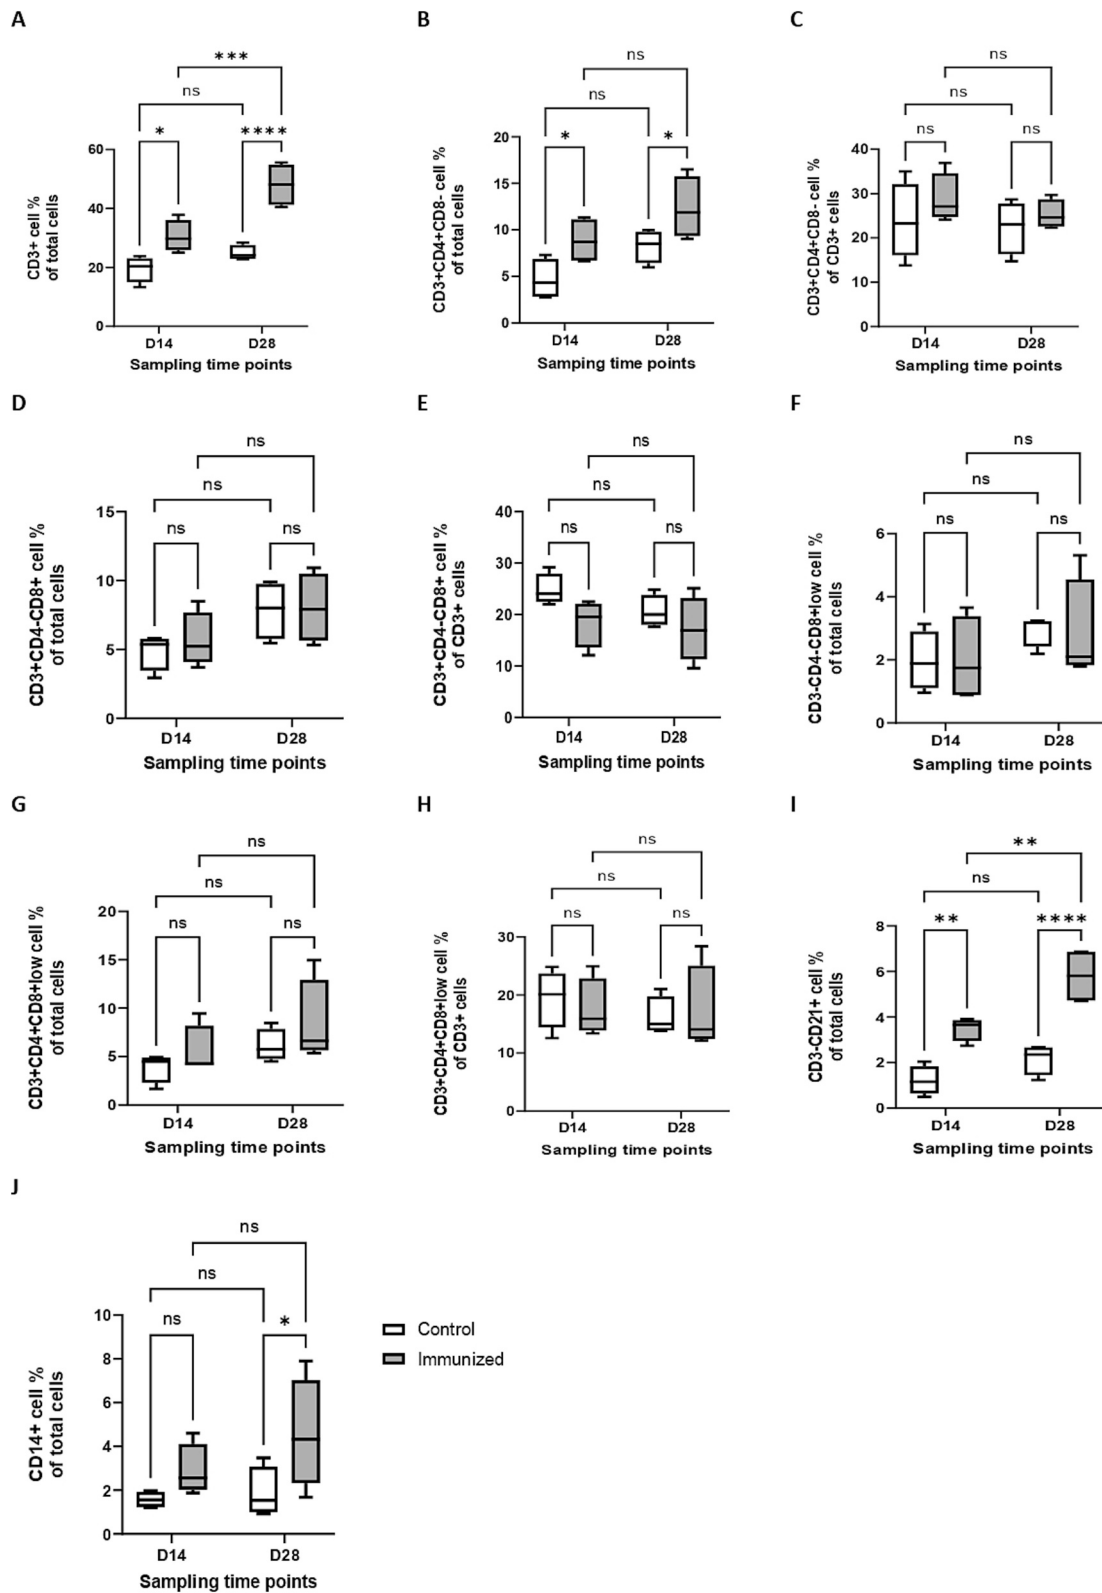 A
B
C
***
ns
*
****
60
40
20
0
CD3+ cell %
of total cells
D14
D28
Sampling time points
ns
ns
*
*
20
15
10
5
0
CD3+CD4+CD8- cell %
of total cells
D14
D28
Sampling time points
ns
ns
ns
ns
40
30
20
10
0
CD3+CD4+CD8- cell %
of CD3+ cells
D14
D28
Sampling time points
D
E
F
ns
ns
ns
ns
15
10
5
0
CD3+CD4-CD8+ cell %
of total cells
D14
D28
Sampling time points
ns
ns
ns
ns
40
30
20
10
0
CD3+CD4-CD8+ cell %
of CD3+ cells
D14
D28
Sampling time points
ns
ns
ns
ns
6
4
2
0
CD3-CD4-CD8+low cell %
of total cells
D14
D28
Sampling time points
G
H
I
ns
ns
ns
ns
20
15
10
5
0
CD3+CD4+CD8+low cell %
of total cells
D14
D28
Sampling time points
ns
ns
ns
ns
30
20
10
0
CD3+CD4+CD8+low cell %
of CD3+ cells
D14
D28
Sampling time points
**
ns
**
****
8
6
4
2
0
CD3-CD21+ cell %
of total cells
D14
D28
Sampling time points
J
ns
ns
ns
*
10
8
6
4
2
0
CD14+ cell %
of total cells
D14
D28
Sampling time points
Control
Immunized